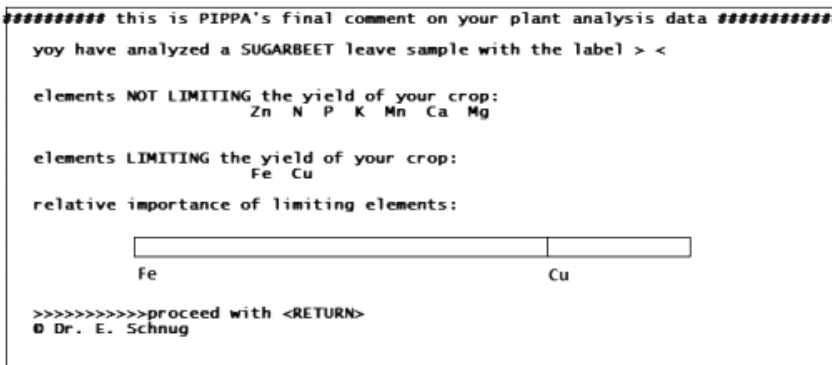 ########## this is PIPPA's final comment on your plant analysis data ###########
yoy have analyzed a SUGARBEET leave sample with the label > <
elements NOT LIMITING the yield of your crop:
Zn N P K Mn Ca Mg
elements LIMITING the yield of your crop:
Fe Cu
relative importance of limiting elements:
Fe Cu
>>>>>>>>>>>proceed with <RETURN>
© Dr. E. Schnug